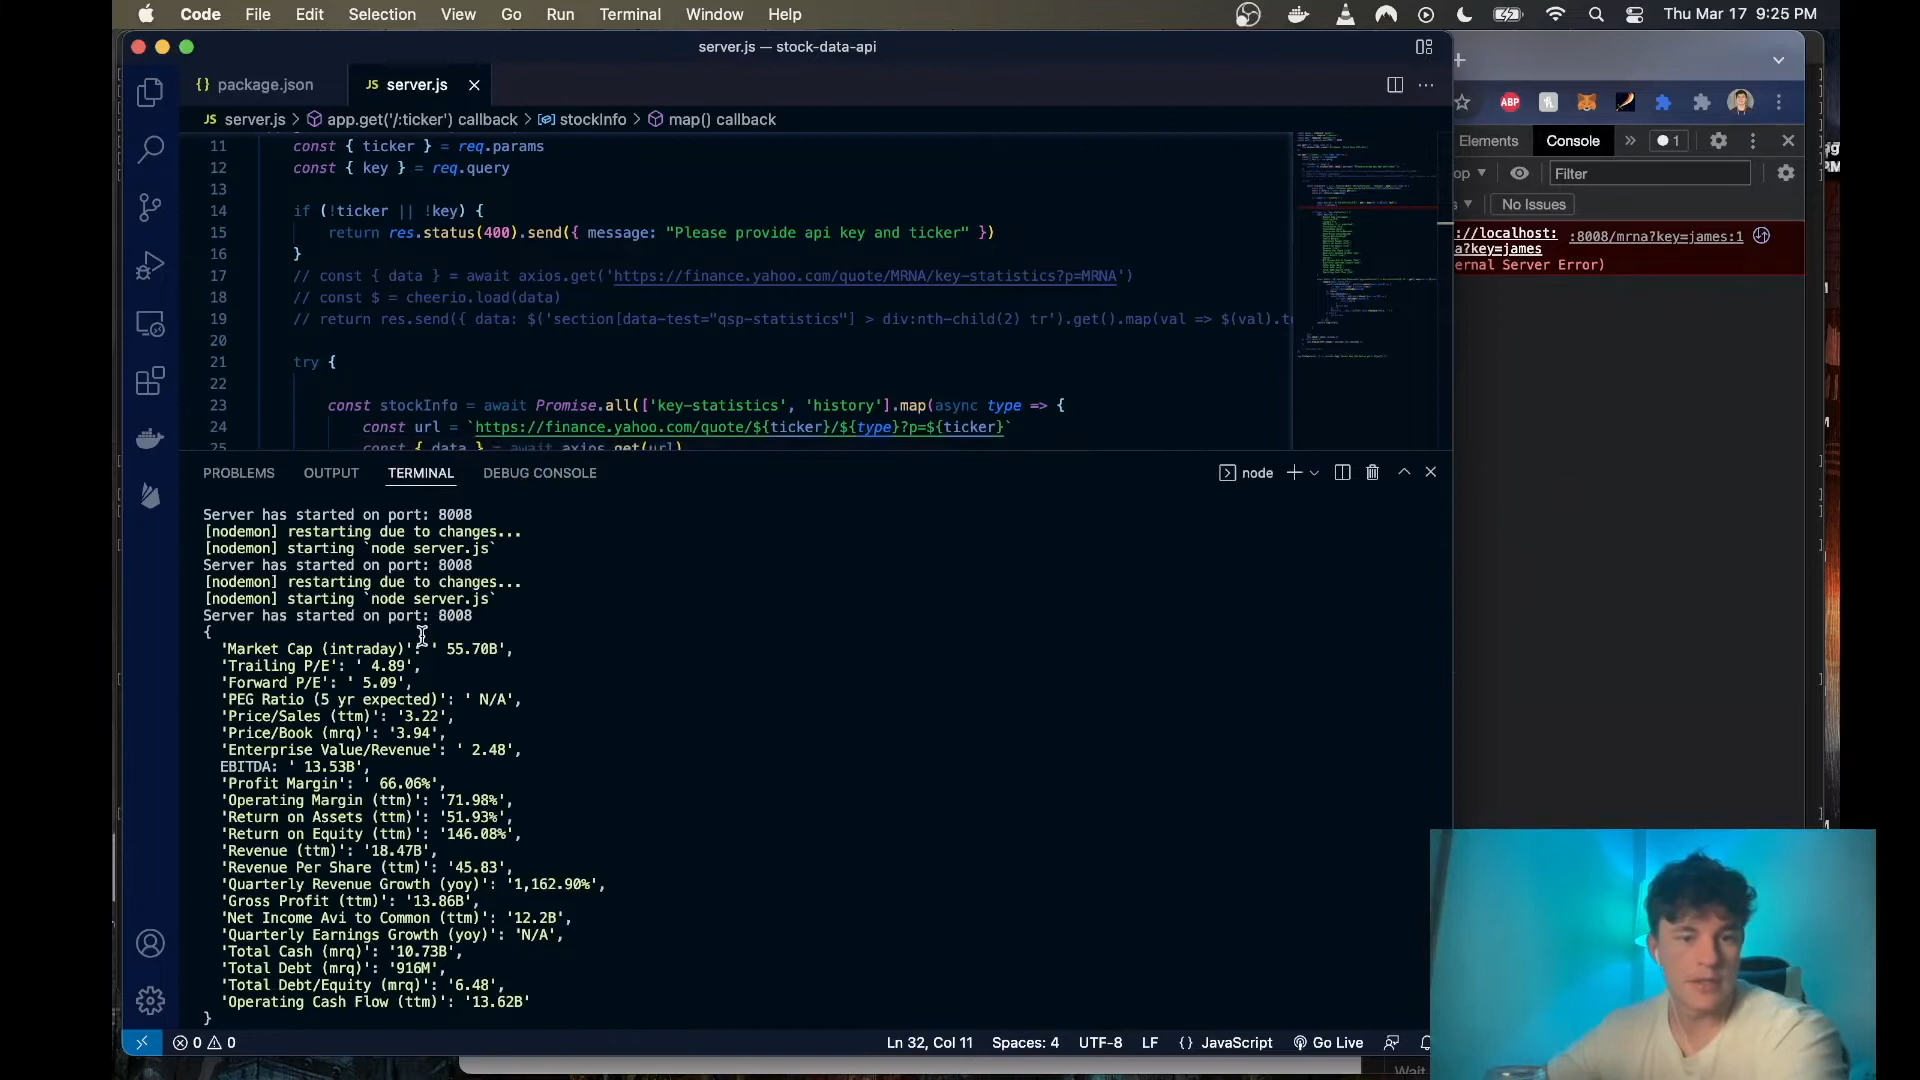 Code File Edit Selection View Go Run Terminal Window Help Thu Mar 17 9:25 PM
server.js — stock-data-api
{} package.json JS server.js
ABP
JS server.js > app.get('/:ticker') callback > stockInfo > map() callback
Elements Console 1
11 const { ticker } = req.params
12 const { key } = req.query
13
14 if (!ticker || !key) {
15 return res.status(400).send({ message: "Please provide api key and ticker" })
16 }
17 // const { data } = await axios.get('https://finance.yahoo.com/quote/MRNA/key-statistics?p=MRNA')
18 // const $ = cheerio.load(data)
19 // return res.send({ data: $('section[data-test="qsp-statistics"] > div:nth-child(2) tr').get().map(val => $(val).t
20
21 try {
22
23 const stockInfo = await Promise.all(['key-statistics', 'history'].map(async type => {
24 const url = `https://finance.yahoo.com/quote/${ticker}/${type}?p=${ticker}`
25 const { data } = await axios.get(url)
op Filter
No Issues
://localhost: :8008/mrna?key=james:1
a?key=james
ernal Server Error)
PROBLEMS OUTPUT TERMINAL DEBUG CONSOLE node
Server has started on port: 8008
[nodemon] restarting due to changes...
[nodemon] starting `node server.js`
Server has started on port: 8008
[nodemon] restarting due to changes...
[nodemon] starting `node server.js`
Server has started on port: 8008
{
'Market Cap (intraday)': ' 55.70B',
'Trailing P/E': ' 4.89',
'Forward P/E': ' 5.09',
'PEG Ratio (5 yr expected)': ' N/A',
'Price/Sales (ttm)': '3.22',
'Price/Book (mrq)': '3.94',
'Enterprise Value/Revenue': ' 2.48',
EBITDA: ' 13.53B',
'Profit Margin': ' 66.06%',
'Operating Margin (ttm)': '71.98%',
'Return on Assets (ttm)': '51.93%',
'Return on Equity (ttm)': '146.08%',
'Revenue (ttm)': '18.47B',
'Revenue Per Share (ttm)': '45.83',
'Quarterly Revenue Growth (yoy)': '1,162.90%',
'Gross Profit (ttm)': '13.86B',
'Net Income Avi to Common (ttm)': '12.2B',
'Quarterly Earnings Growth (yoy)': 'N/A',
'Total Cash (mrq)': '10.73B',
'Total Debt (mrq)': '916M',
'Total Debt/Equity (mrq)': '6.48',
'Operating Cash Flow (ttm)': '13.62B'
}
0 0 Ln 32, Col 11 Spaces: 4 UTF-8 LF {} JavaScript Go Live
Wait